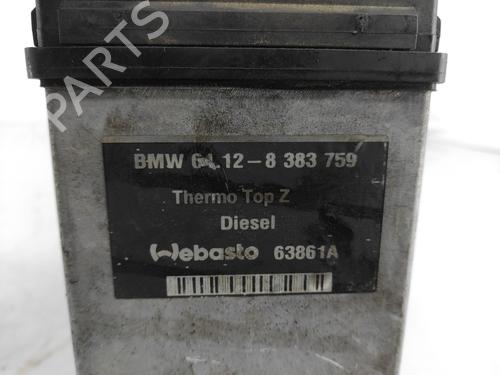 PARTS
BMW 64.12-8 383 759
Thermo Top Z
Diesel
Webasto 63861A